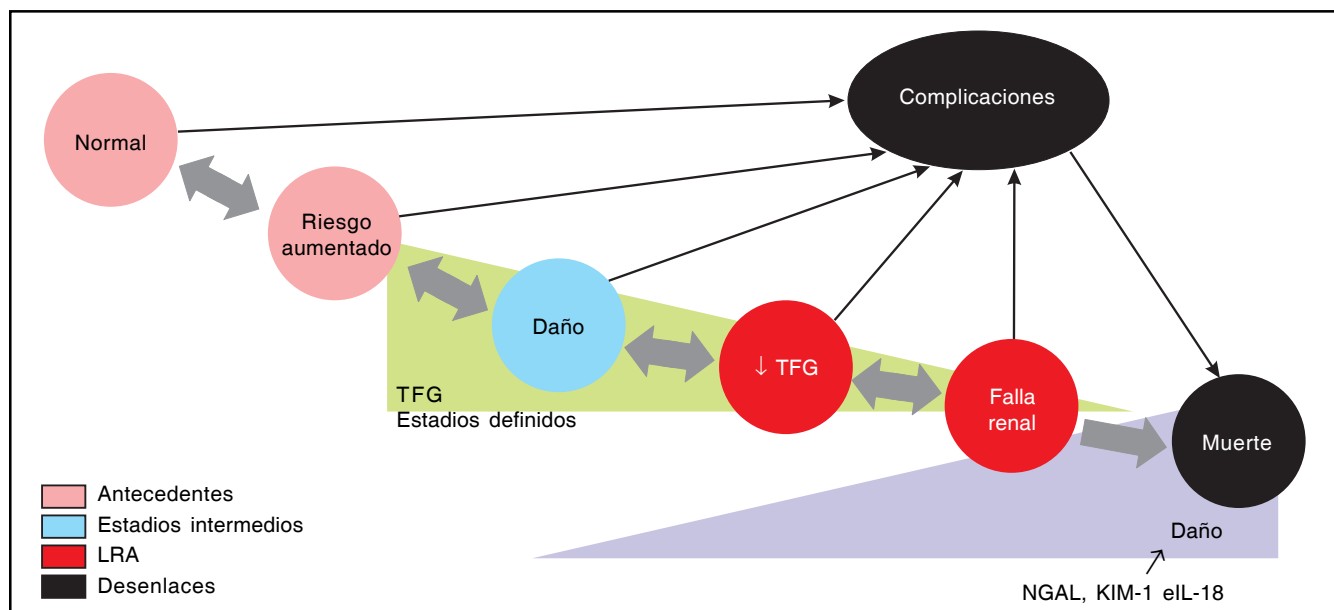 Complicaciones
Normal
Riesgo
aumentado
Daño
↓ TFG
Falla
renal
Muerte
TFG
Estadios definidos
Antecedentes
Estadios intermedios
LRA
Desenlaces
Daño
NGAL, KIM-1 eIL-18